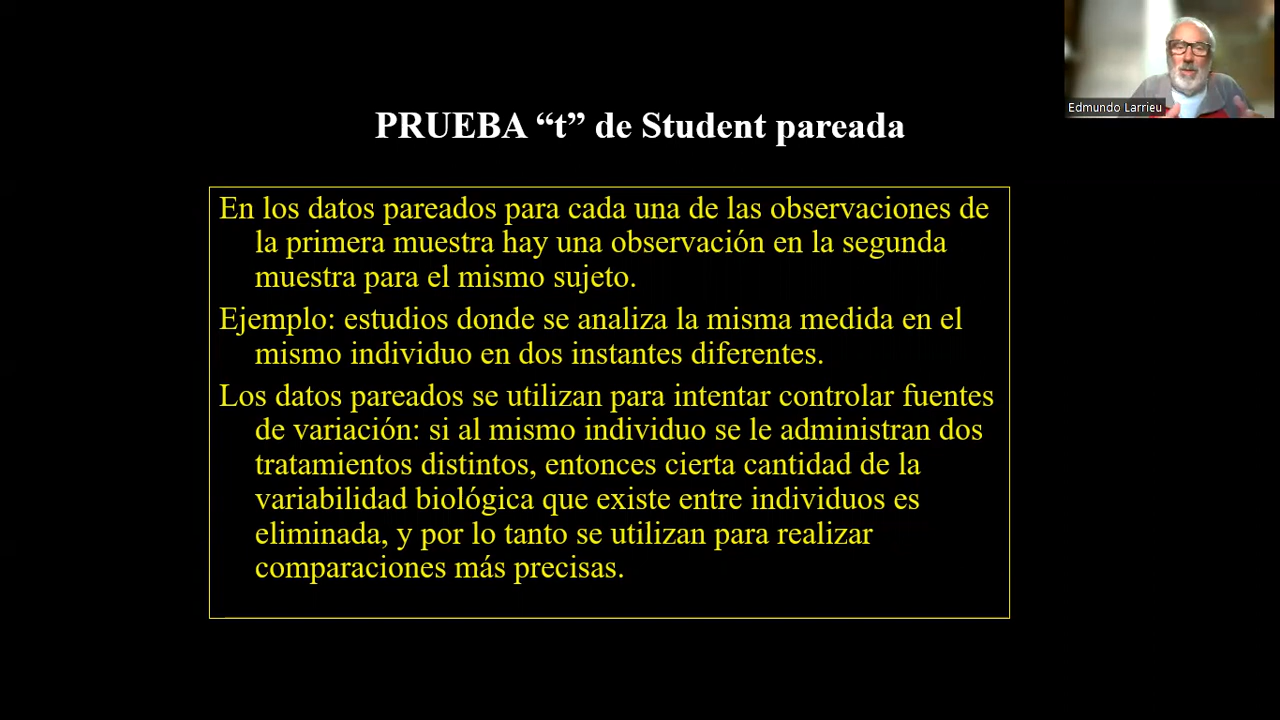 Edmundo Larrieu
PRUEBA “t” de Student pareada
En los datos pareados para cada una de las observaciones de
la primera muestra hay una observación en la segunda
muestra para el mismo sujeto.
Ejemplo: estudios donde se analiza la misma medida en el
mismo individuo en dos instantes diferentes.
Los datos pareados se utilizan para intentar controlar fuentes
de variación: si al mismo individuo se le administran dos
tratamientos distintos, entonces cierta cantidad de la
variabilidad biológica que existe entre individuos es
eliminada, y por lo tanto se utilizan para realizar
comparaciones más precisas.